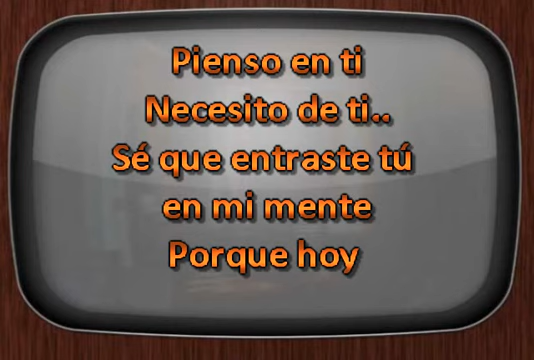 Pienso en ti
Necesito de ti..
Sé que entraste tú
en mi mente
Porque hoy